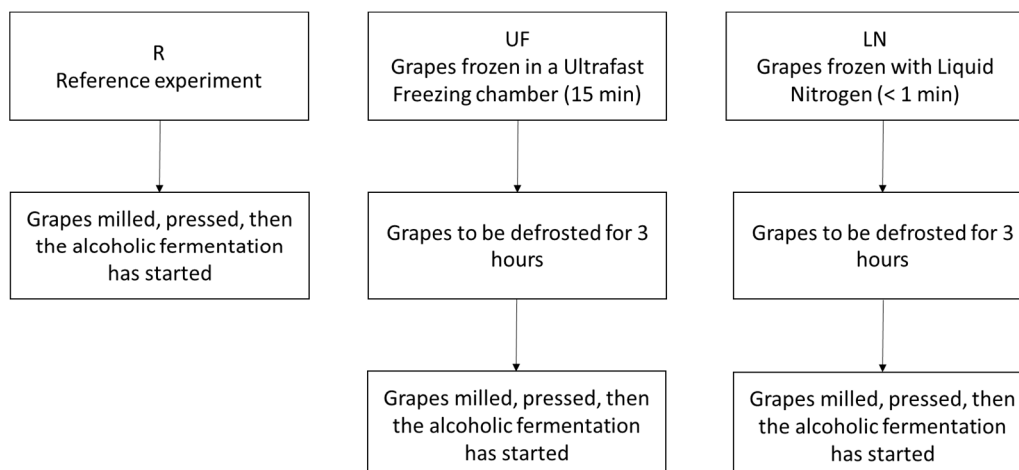 R
Reference experiment
Grapes milled, pressed, then
the alcoholic fermentation
has started
UF
Grapes frozen in a Ultrafast
Freezing chamber (15 min)
Grapes to be defrosted for 3
hours
Grapes milled, pressed, then
the alcoholic fermentation
has started
LN
Grapes frozen with Liquid
Nitrogen (< 1 min)
Grapes to be defrosted for 3
hours
Grapes milled, pressed, then
the alcoholic fermentation
has started